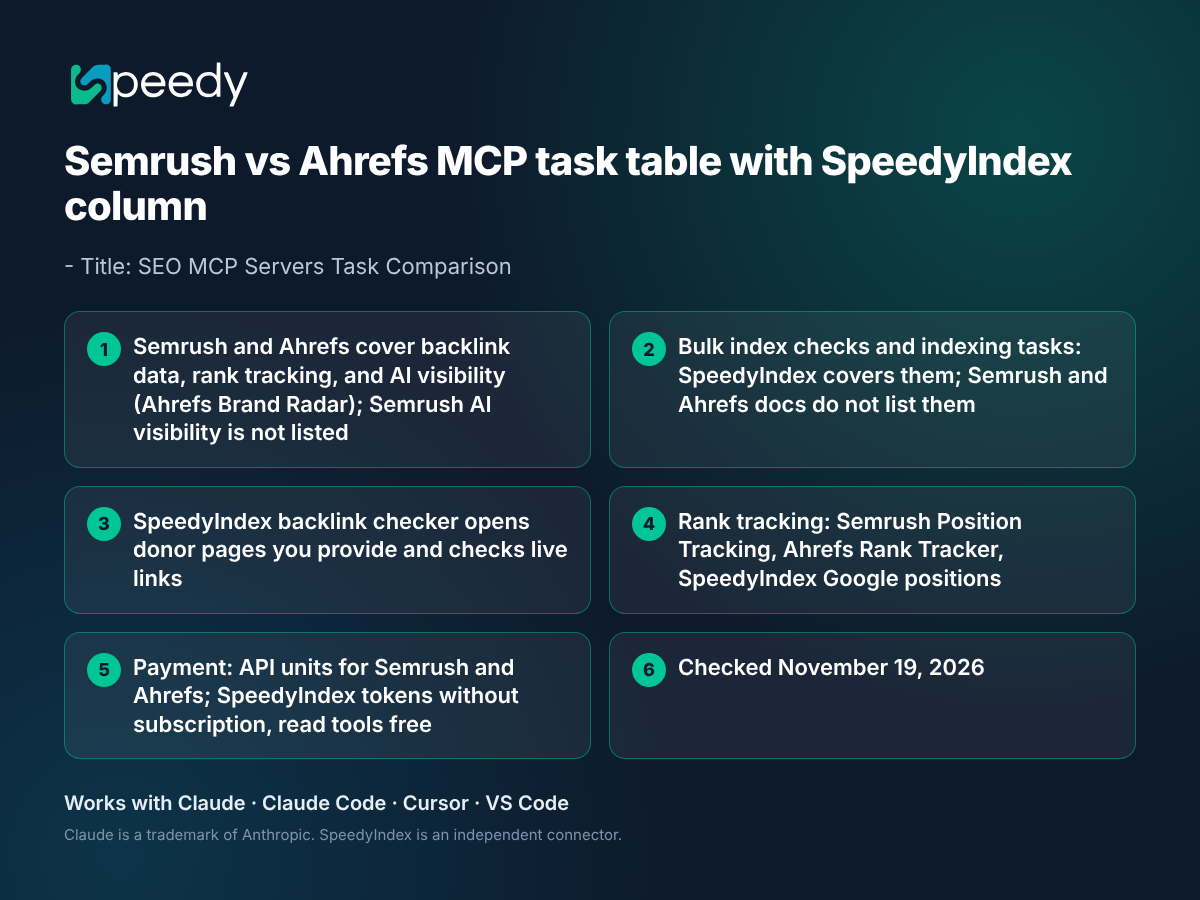 Speedy
Semrush vs Ahrefs MCP task table with SpeedyIndex
column
- Title: SEO MCP Servers Task Comparison
1
Semrush and Ahrefs cover backlink
data, rank tracking, and AI visibility
(Ahrefs Brand Radar); Semrush AI
visibility is not listed
2
Bulk index checks and indexing tasks:
SpeedyIndex covers them; Semrush and
Ahrefs docs do not list them
3
SpeedyIndex backlink checker opens
donor pages you provide and checks live
links
4
Rank tracking: Semrush Position
Tracking, Ahrefs Rank Tracker,
SpeedyIndex Google positions
5
Payment: API units for Semrush and
Ahrefs; SpeedyIndex tokens without
subscription, read tools free
6
Checked November 19, 2026
Works with Claude · Claude Code · Cursor · VS Code
Claude is a trademark of Anthropic. SpeedyIndex is an independent connector.